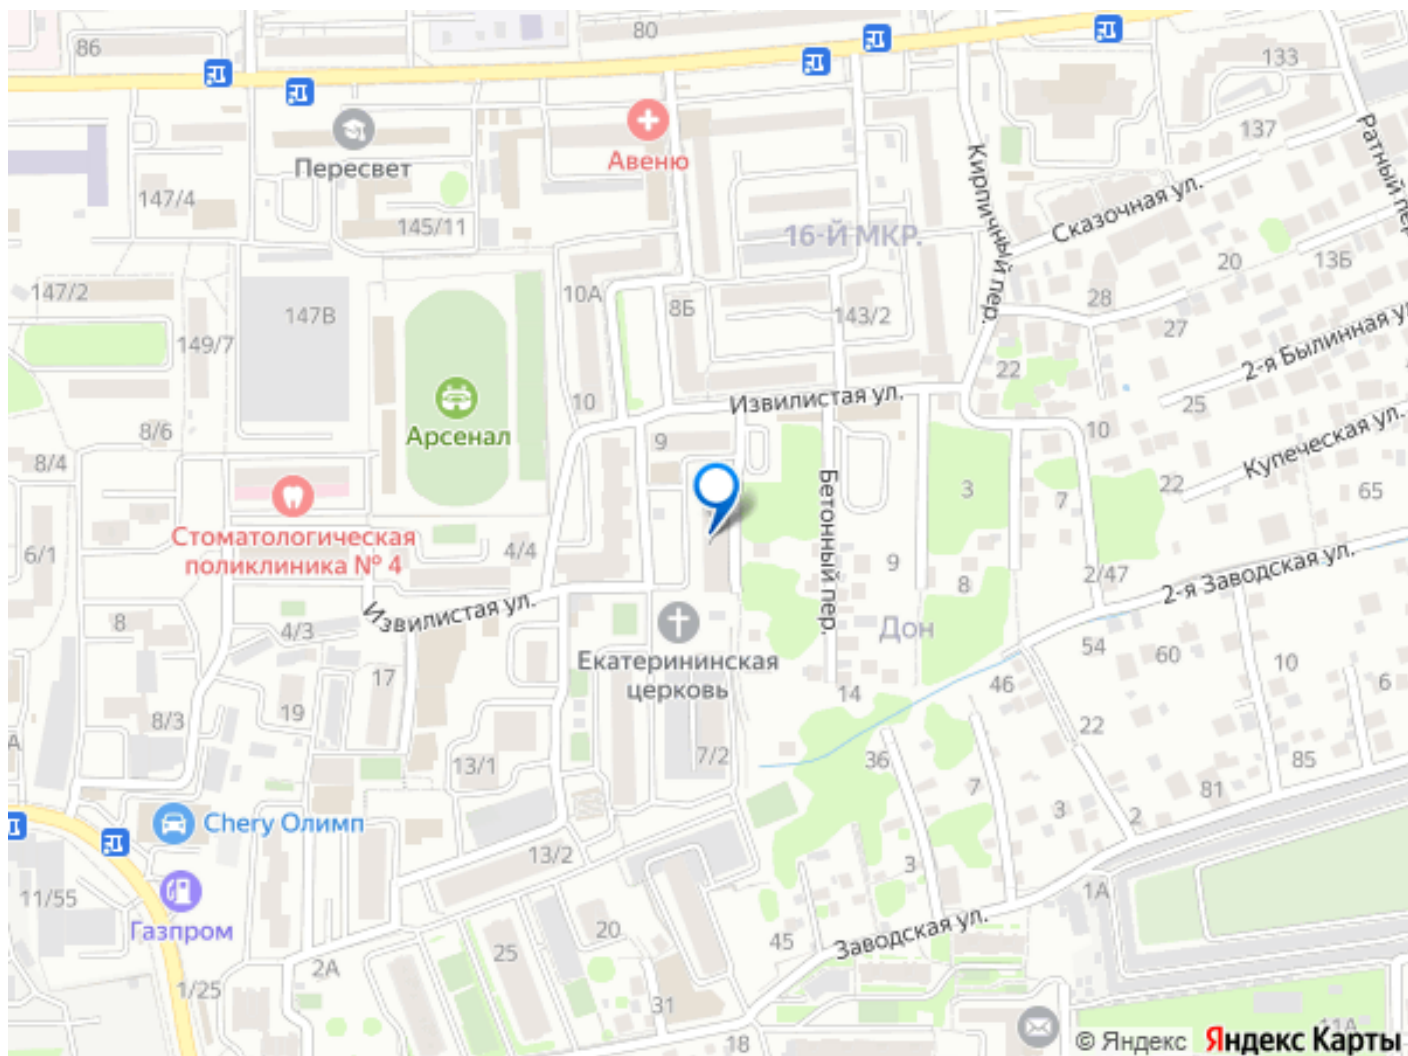 86
80
133
137
Ратный пер.
Пересвет
Авеню
Кирпичный пер.
Сказочная ул.
147/4
145/11
16-Й МКР.
20
13Б
147/2
147В
10А
8Б
143/2
28
27
149/7
2-я Былинная ул.
22
Извилистая ул.
25
10
Арсенал
8/6
9
10
Купеческая ул.
8/4
3
7
22
65
Стоматологическая
поликлиника № 4
Бетонный пер.
6/1
4/4
9
8
2/47
2-я Заводская ул.
Извилистая ул.
8
4/3
Дон
54
60
10
6
Екатерининская
церковь
17
14
46
19
8/3
22
А
13/1
7/2
36
7
85
81
3
2
Chery Олимп
13/2
3
11/55
1А
Газпром
20
45
Заводская ул.
25
2А
1/25
31
18
11А
© Яндекс Яндекс Карты